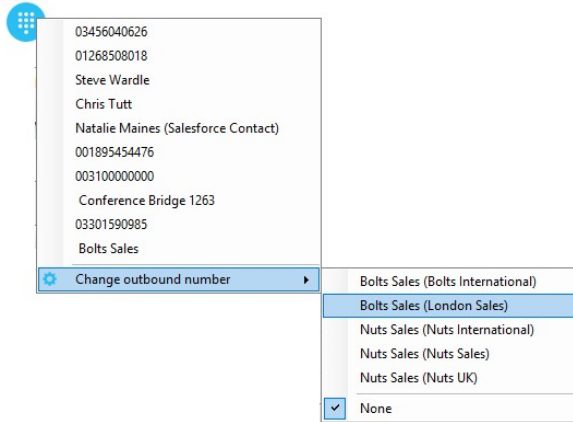 03456040626
01268508018
Steve Wardle
Chris Tutt
Natalie Maines (Salesforce Contact)
001895454476
003100000000
Conference Bridge 1263
03301590985
Bolts Sales
Change outbound number
Bolts Sales (Bolts International)
Bolts Sales (London Sales)
Nuts Sales (Nuts International)
Nuts Sales (Nuts Sales)
Nuts Sales (Nuts UK)
None